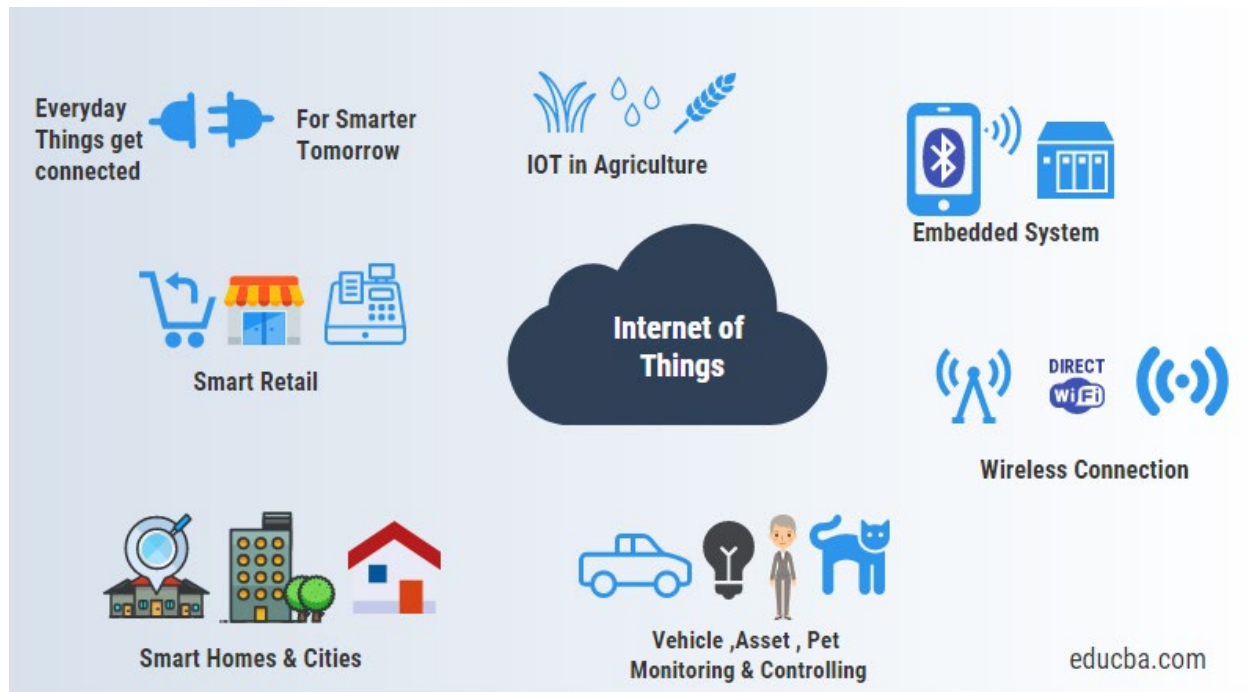 Everyday
Things get
connected
For Smarter
Tomorrow
IOT in Agriculture
Embedded System
Smart Retail
Internet of
Things
DIRECT
WiFi
Wireless Connection
Smart Homes & Cities
Vehicle ,Asset , Pet
Monitoring & Controlling
educba.com